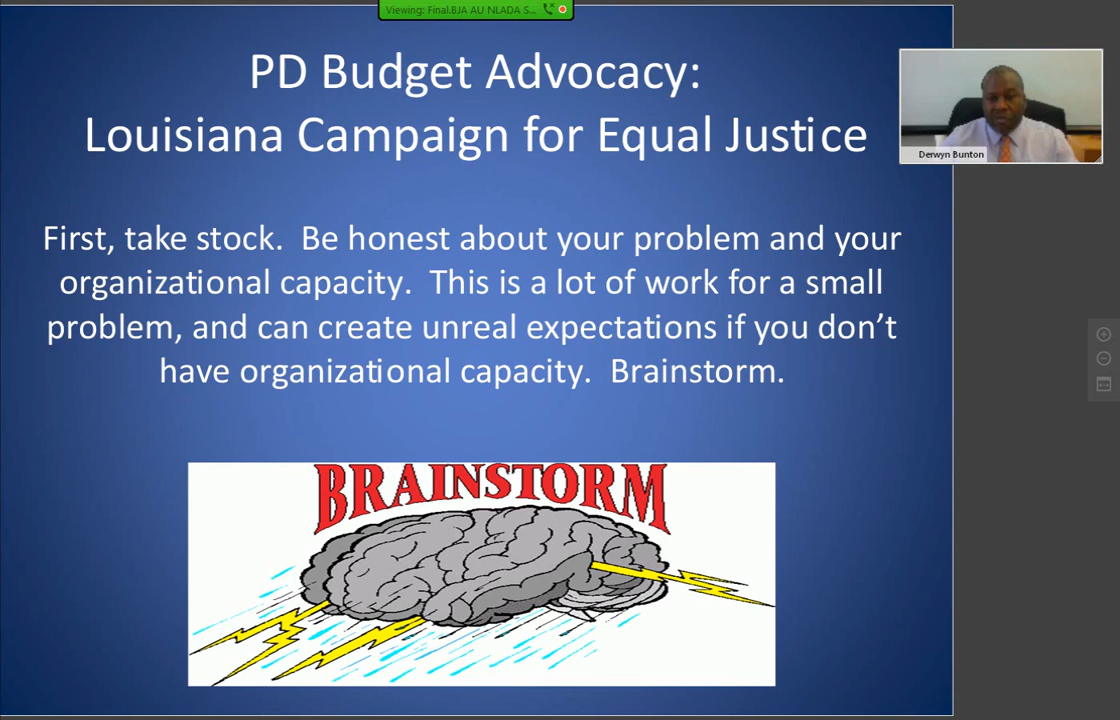 Viewing: Final.BJA AU NLADA S...
PD Budget Advocacy:
Louisiana Campaign for Equal Justice
Derwyn Bunton
First, take stock.  Be honest about your problem and your
organizational capacity.  This is a lot of work for a small
problem, and can create unreal expectations if you don’t
have organizational capacity.  Brainstorm.
BRAINSTORM